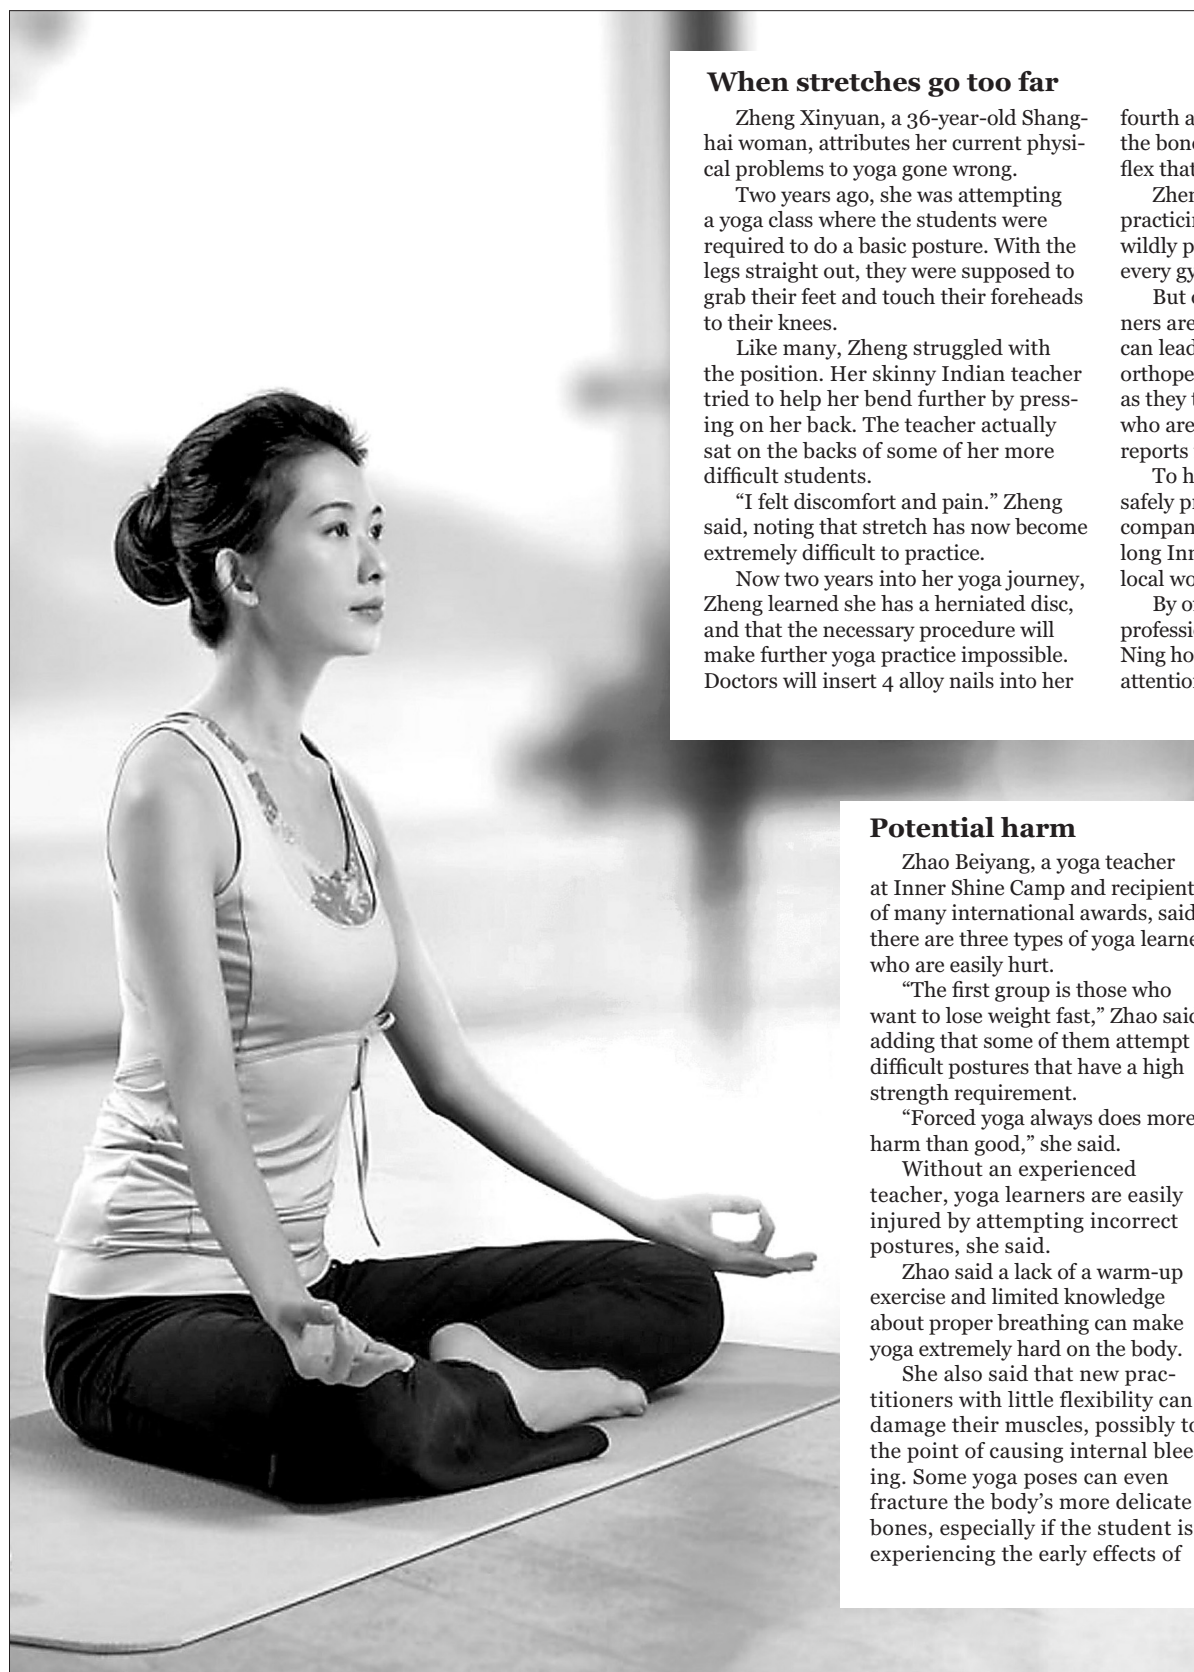 When stretches go too far
Zheng Xinyuan, a 36-year-old Shang-
hai woman, attributes her current physi-
cal problems to yoga gone wrong.
Two years ago, she was attempting
a yoga class where the students were
required to do a basic posture. With the
legs straight out, they were supposed to
grab their feet and touch their foreheads
to their knees.
Like many, Zheng struggled with
the position. Her skinny Indian teacher
tried to help her bend further by press-
ing on her back. The teacher actually
sat on the backs of some of her more
difficult students.
“I felt discomfort and pain.” Zheng
said, noting that stretch has now become
extremely difficult to practice.
Now two years into her yoga journey,
Zheng learned she has a herniated disc,
and that the necessary procedure will
make further yoga practice impossible.
Doctors will insert 4 alloy nails into her
fourth
the
flex that
every
But
ners are
can
as they
who are
reports
To
safely
long
local
By
Ning
Potential harm
Zhao Beiyang, a yoga teacher
at Inner Shine Camp and recipient
of many international awards, said
there are three types of yoga
who are easily hurt.
“The first group is those who
want to lose weight fast,” Zhao
adding that some of them attempt
difficult postures that have a high
strength requirement.
“Forced yoga always does more
harm than good,” she said.
Without an experienced
teacher, yoga learners are easily
injured by attempting incorrect
postures, she said.
Zhao said a lack of a warm-up
exercise and limited knowledge
about proper breathing can make
yoga extremely hard on the body.
She also said that new prac-
titioners with little flexibility can
damage their muscles, possibly to
the point of causing internal
ing. Some yoga poses can even
fracture the body’s more delicate
bones, especially if the student is
experiencing the early effects of